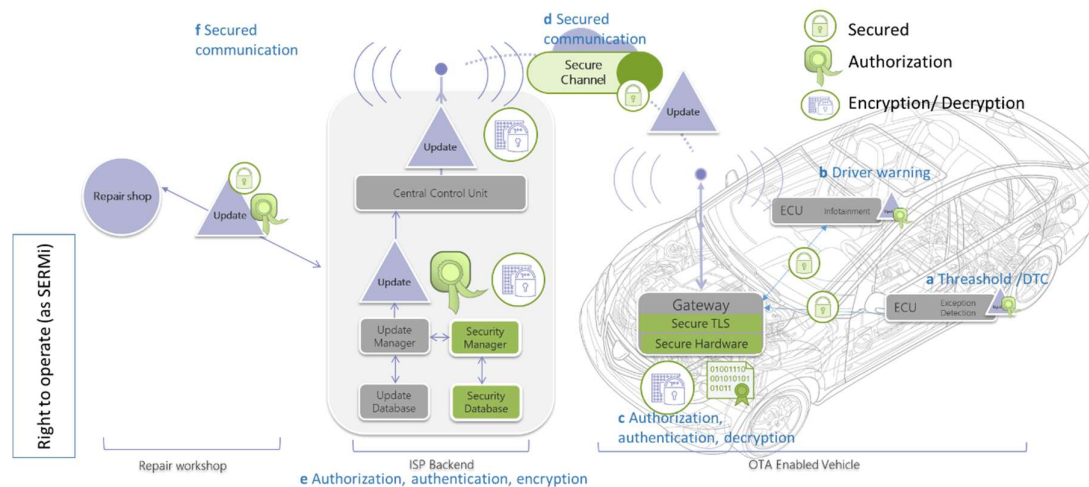 f Secured
communication
d Secured
communication
Secure
Channel
Secured
Authorization
Encryption/Decryption
Update
Update
b Driver warning
Central Control Unit
Repair shop
Update
ECU
Infotainment
a Threashold /DTC
Update
Gateway
Secure TLS
Secure Hardware
ECU
Exception
Detection
Update
Manager
Security
Manager
01001110
001010101
01011
Update
Database
Security
Database
c Authorization,
authentication, decryption
Right to operate (as SERMi)
Repair workshop
ISP Backend
OTA Enabled Vehicle
e Authorization, authentication, encryption